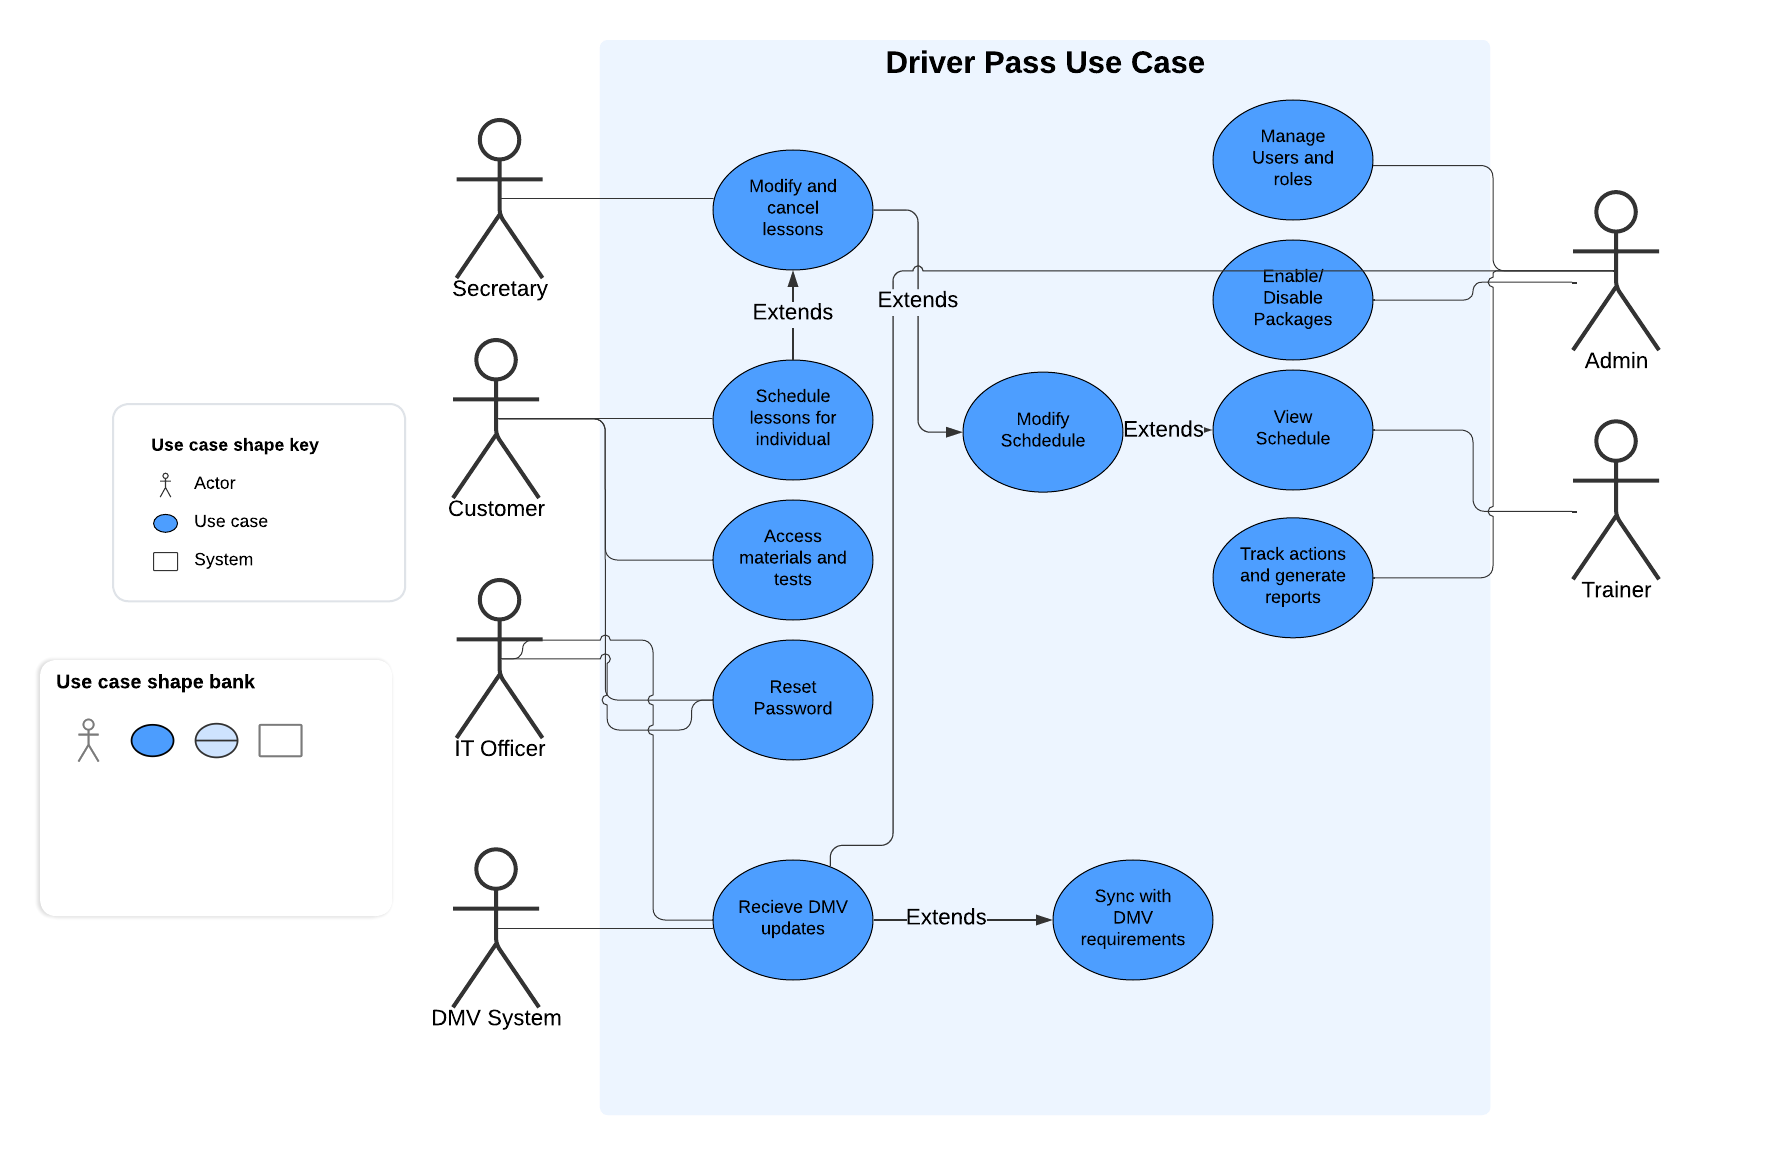 Driver Pass Use Case
Manage
Users and
roles
Modify and
cancel
lessons
Enable/
Disable
Packages
Secretary
Extends
Extends
Admin
Schedule
lessons for
individual
Modify
Schdedule
Extends
View
Schedule
Customer
Use case shape key
Actor
Use case
System
Access
materials and
tests
Track actions
and generate
reports
Trainer
Use case shape bank
Reset
Password
IT Officer
Recieve DMV
updates
Extends
Sync with
DMV
requirements
DMV System